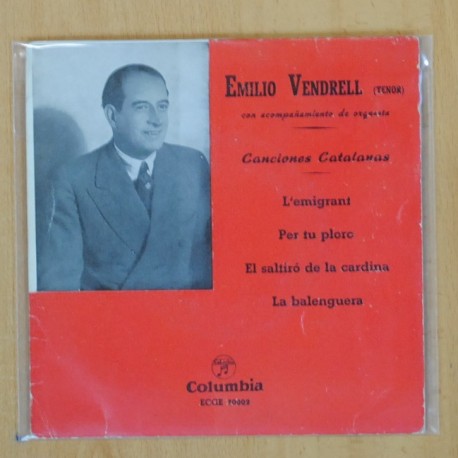 EMILIO VENDRELL (TENOR)
con acompañamiento de orquesta
Canciones Catalanas
L'emigrant
Per tu ploro
El saltiró de la cardina
La balenguera
Columbia
ECGE